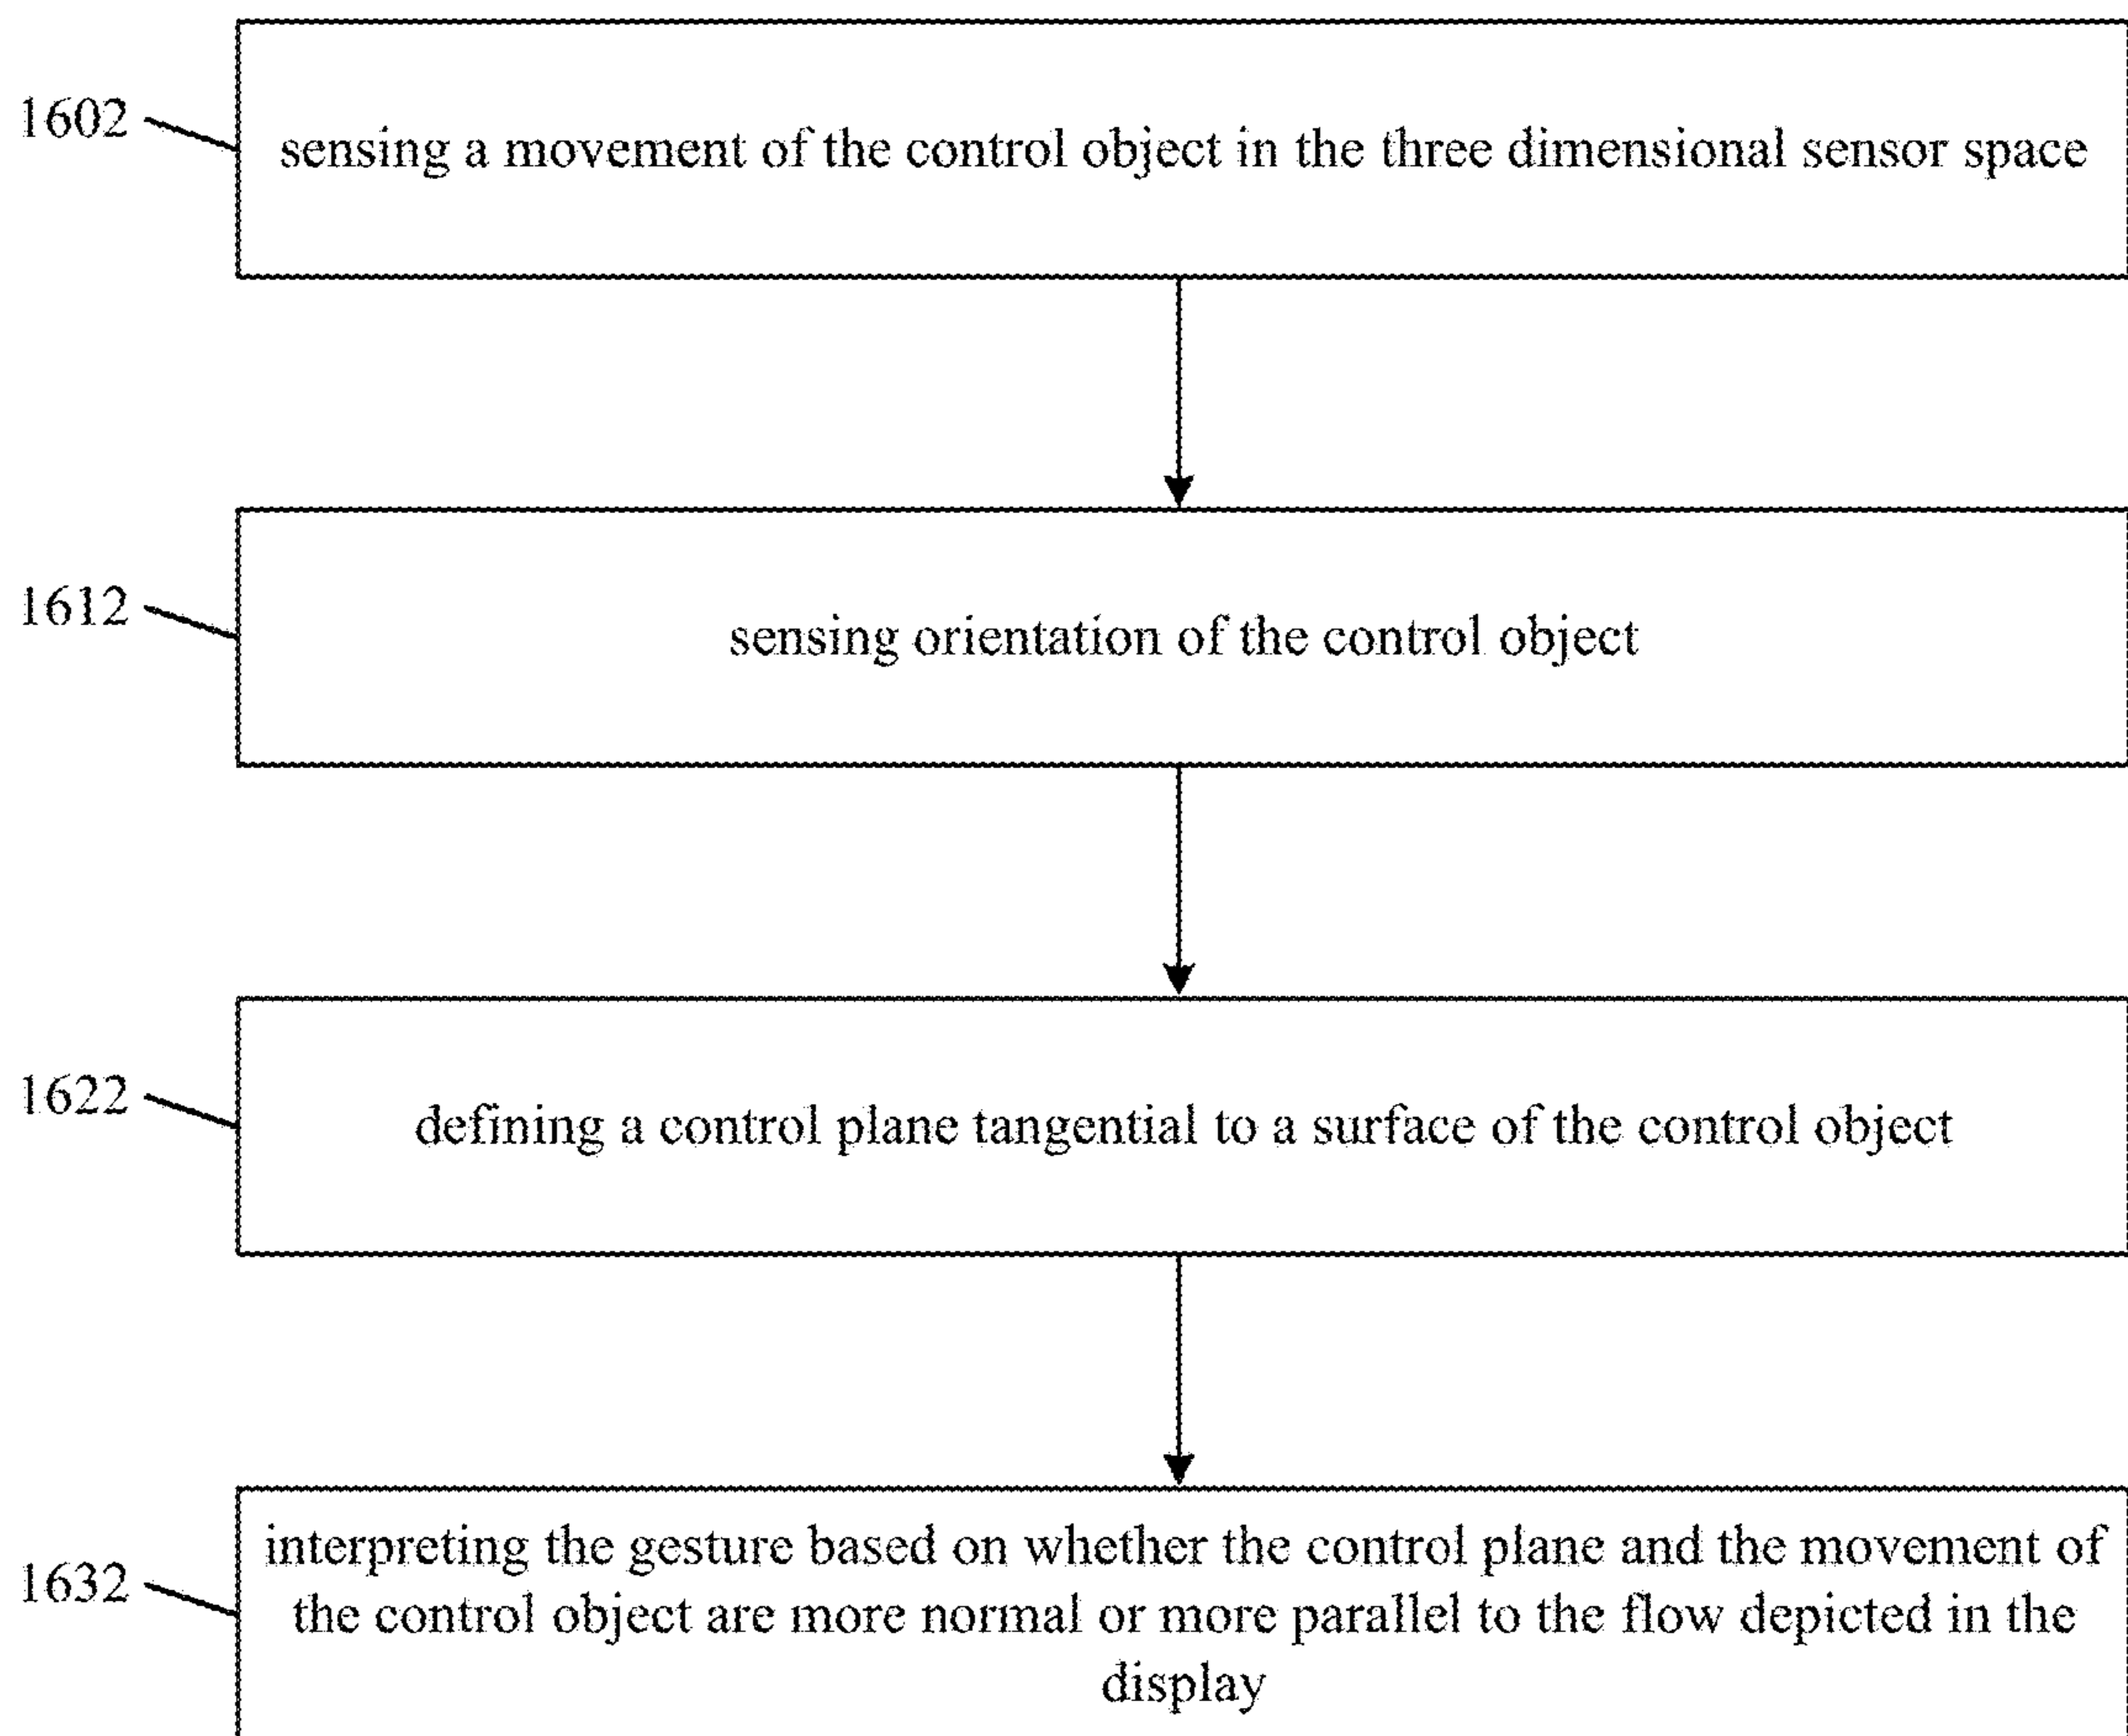 1602
sensing a movement of the control object in the three dimensional sensor space
1612
sensing orientation of the control object
1622
defining a control plane tangential to a surface of the control object
1632
interpreting the gesture based on whether the control plane and the movement of
the control object are more normal or more parallel to the flow depicted in the
display